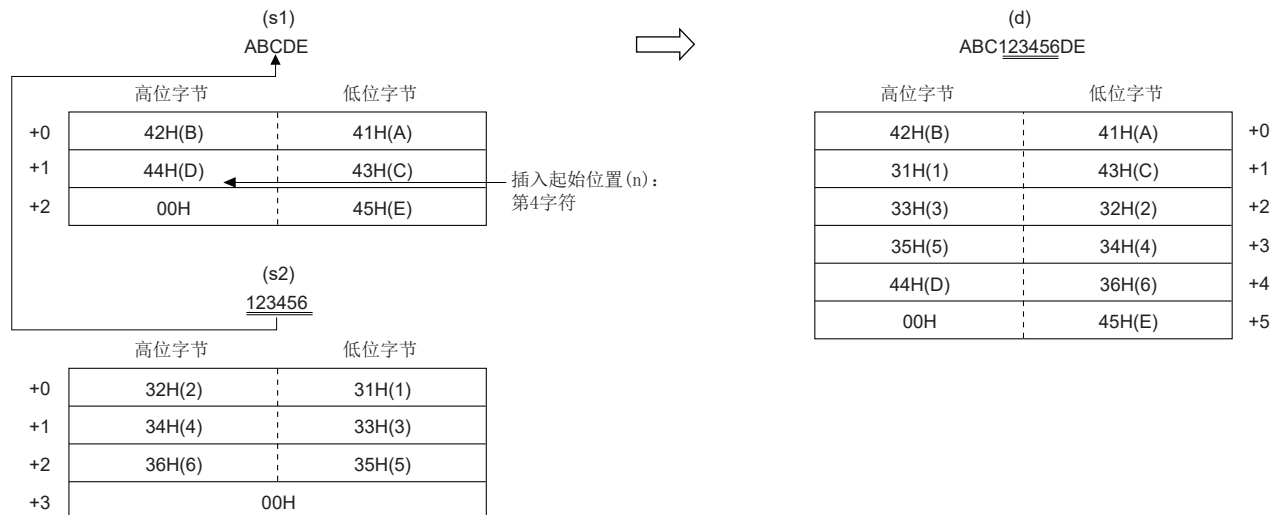 (s1)
ABCDE
高位字节 低位字节
+0 42H(B) 41H(A)
+1 44H(D) 43H(C)
+2 00H 45H(E)
插入起始位置(n):
第4字符
(s2)
123456
高位字节 低位字节
+0 32H(2) 31H(1)
+1 34H(4) 33H(3)
+2 36H(6) 35H(5)
+3 00H
(d)
ABC123456DE
高位字节 低位字节
42H(B) 41H(A) +0
31H(1) 43H(C) +1
33H(3) 32H(2) +2
35H(5) 34H(4) +3
44H(D) 36H(6) +4
00H 45H(E) +5